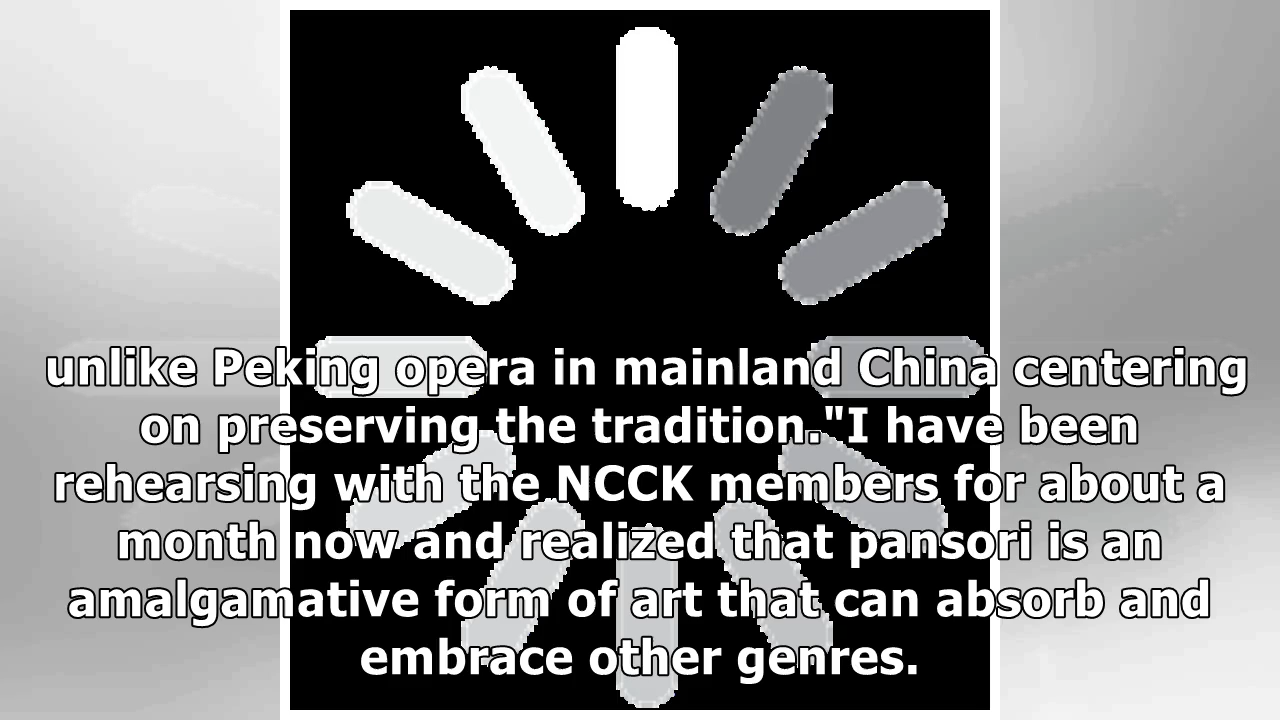 unlike Peking opera in mainland China centering
on preserving the tradition."I have been
rehearsing with the NCCK members for about a
month now and realized that pansori is an
amalgamative form of art that can absorb and
embrace other genres.